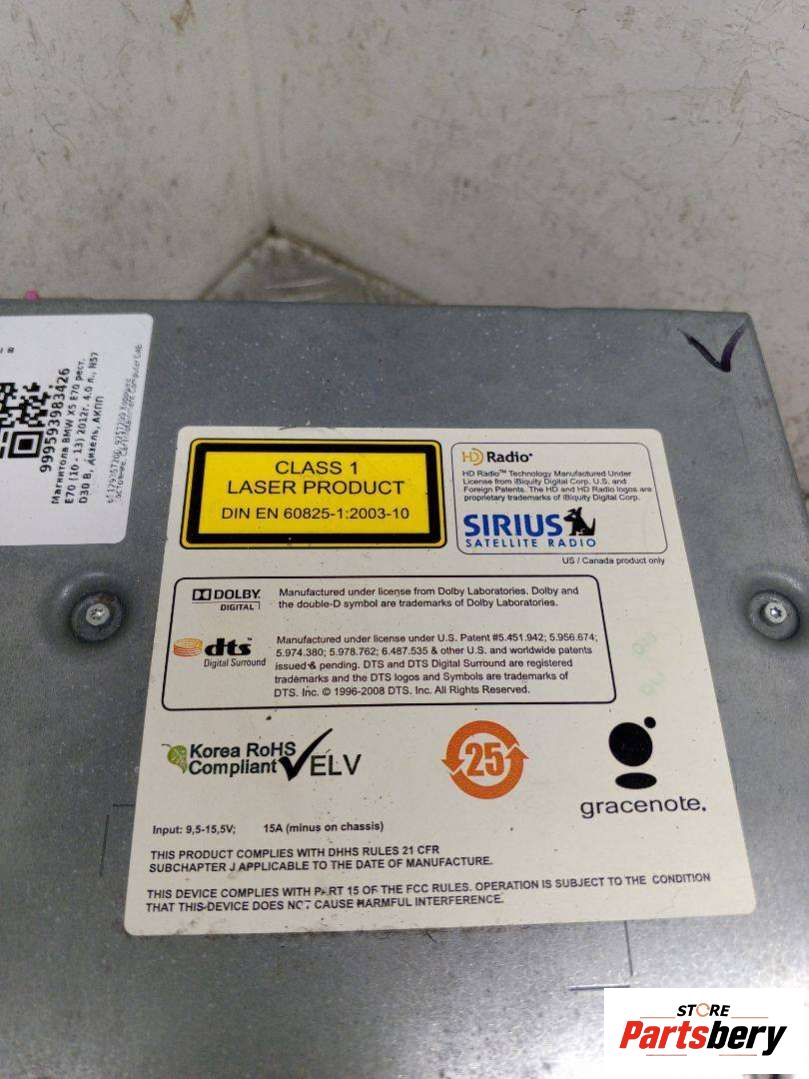 999593983426
Магнитола BMW X5 E70 рест.
E70 (10 - 13) 2012г. 4.0 л., N57
D30 B, дизель, АКПП
CLASS 1
LASER PRODUCT
DIN EN 60825-1:2003-10
HD Radio
HD Radio™ Technology Manufactured Under
License from iBiquity Digital Corp. U.S. and
Foreign Patents. The HD and HD Radio logos are
proprietary trademarks of iBiquity Digital Corp.
SIRIUS
SATELLITE RADIO
US / Canada product only
DOLBY
DIGITAL
Manufactured under license from Dolby Laboratories. Dolby and
the double-D symbol are trademarks of Dolby Laboratories.
dts
Digital Surround
Manufactured under license under U.S. Patent #5.451.942; 5.956.674;
5.974.380; 5.978.762; 6.487.535 & other U.S. and worldwide patents
issued & pending. DTS and DTS Digital Surround are registered
trademarks and the DTS logos and Symbols are trademarks of
DTS. Inc. © 1996-2008 DTS. Inc. All Rights Reserved.
Korea RoHS
Compliant
ELV
25
gracenote.
Input: 9,5-15,5V; 15A (minus on chassis)
THIS PRODUCT COMPLIES WITH DHHS RULES 21 CFR
SUBCHAPTER J APPLICABLE TO THE DATE OF MANUFACTURE.
THIS DEVICE COMPLIES WITH PART 15 OF THE FCC RULES. OPERATION IS SUBJECT TO THE CONDITION
THAT THIS DEVICE DOES NOT CAUSE HARMFUL INTERFERENCE.
STORE
Partsbery